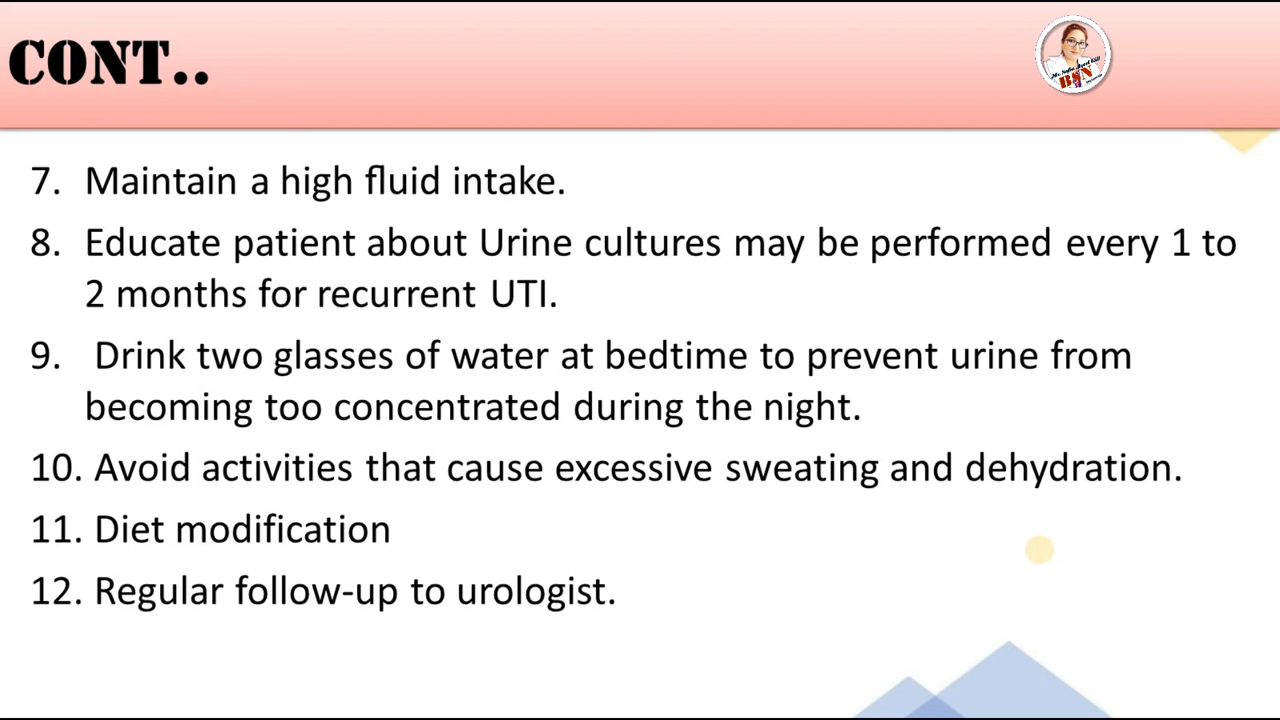 CONT..
BSN
7. Maintain a high fluid intake.
8. Educate patient about Urine cultures may be performed every 1 to
2 months for recurrent UTI.
9. Drink two glasses of water at bedtime to prevent urine from
becoming too concentrated during the night.
10. Avoid activities that cause excessive sweating and dehydration.
11. Diet modification
12. Regular follow-up to urologist.